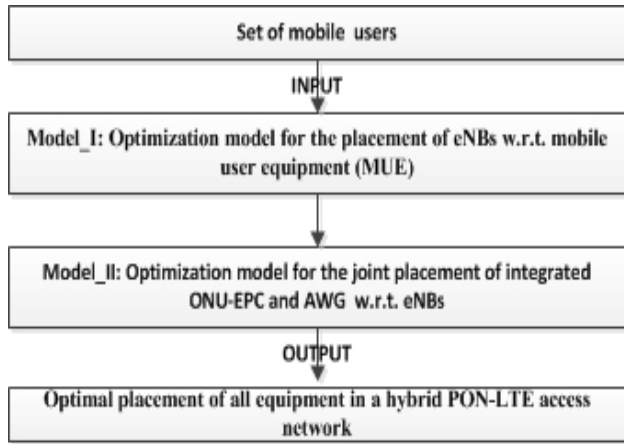 Set of mobile users
INPUT
Model_I: Optimization model for the placement of eNBs w.r.t. mobile
user equipment (MUE)
Model_II: Optimization model for the joint placement of integrated
ONU-EPC and AWG w.r.t. eNBs
OUTPUT
Optimal placement of all equipment in a hybrid PON-LTE access
network